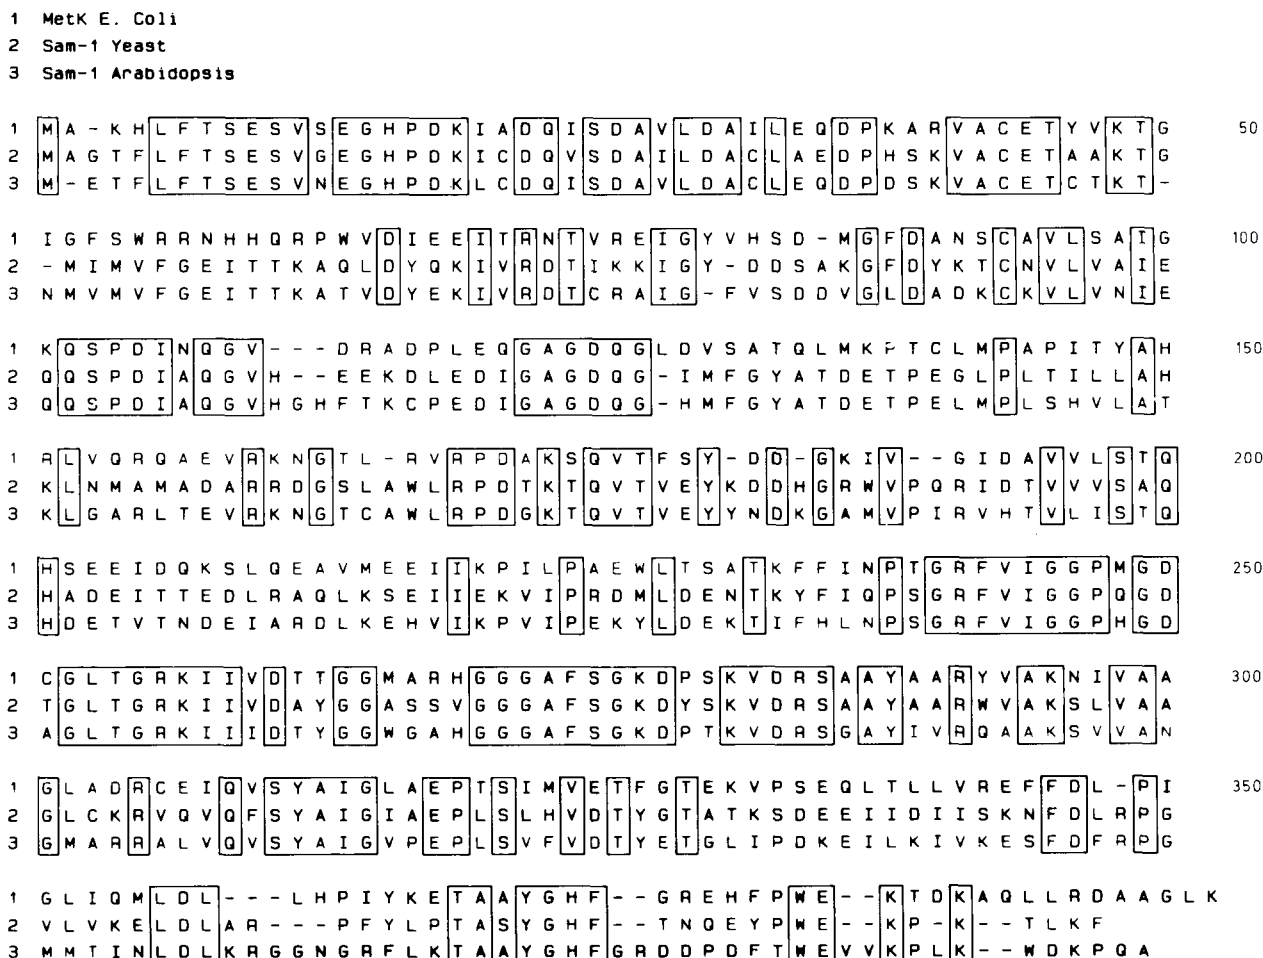 1 MetK E. Coli
2 Sam-1 Yeast
3 Sam-1 Arabidopsis
1 M A - K H L F T S E S V S E G H P D K I A D Q I S D A V L D A I L E Q D P K A R V A C E T Y V K T G 50
2 M A G T F L F T S E S V G E G H P D K I C D Q V S D A I L D A C L A E D P H S K V A C E T A A K T G
3 M - E T F L F T S E S V N E G H P D K L C D Q I S D A V L D A C L E Q D P D S K V A C E T C T K T -
1 I G F S W R R N H H Q R P W V D I E E I T R N T V R E I G Y V H S D - M G F D A N S C A V L S A I G 100
2 - M I M V F G E I T T K A Q L D Y Q K I V R D T I K K I G Y - D D S A K G F D Y K T C N V L V A I E
3 N M V M V F G E I T T K A T V D Y E K I V R D T C R A I G - F V S D D V G L D A D K C K V L V N I E
1 K Q S P D I N Q G V - - - D R A D P L E Q G A G D Q G L D V S A T Q L M K P T C L M P A P I T Y A H 150
2 Q Q S P D I A Q G V H - - E E K D L E D I G A G D Q G - I M F G Y A T D E T P E G L P L T I L L A H
3 Q Q S P D I A Q G V H G H F T K C P E D I G A G D Q G - H M F G Y A T D E T P E L M P L S H V L A T
1 R L V Q R Q A E V R K N G T L - R V R P D A K S Q V T F S Y - D D - G K I V - - G I D A V V L S T Q 200
2 K L N M A M A D A R R D G S L A W L R P D T K T Q V T V E Y K D D H G R W V P Q R I D T V V V S A Q
3 K L G A R L T E V R K N G T C A W L R P D G K T Q V T V E Y Y N D K G A M V P I R V H T V L I S T Q
1 H S E E I D Q K S L Q E A V M E E I I K P I L P A E W L T S A T K F F I N P T G R F V I G G P M G D 250
2 H A D E I T T E D L R A Q L K S E I I E K V I P R D M L D E N T K Y F I Q P S G R F V I G G P Q G D
3 H D E T V T N D E I A R D L K E H V I K P V I P E K Y L D E K T I F H L N P S G R F V I G G P H G D
1 C G L T G R K I I V D T T G G M A R H G G G A F S G K D P S K V D R S A A Y A A R Y V A K N I V A A 300
2 T G L T G R K I I V D A Y G G A S S V G G G A F S G K D Y S K V D R S A A Y A A R W V A K S L V A A
3 A G L T G R K I I I D T Y G G W G A H G G G A F S G K D P T K V D R S G A Y I V R Q A A K S V V A N
1 G L A D R C E I Q V S Y A I G L A E P T S I M V E T F G T E K V P S E Q L T L L V R E F F D L - P I 350
2 G L C K R V Q V Q F S Y A I G I A E P L S L H V D T Y G T A T K S D E E I I D I I S K N F D L R P G
3 G M A R R A L V Q V S Y A I G V P E P L S V F V D T Y E T G L I P D K E I L K I V K E S F D F R P G
1 G L I Q M L D L - - - L H P I Y K E T A A Y G H F - - G R E H F P W E - - K T D K A Q L L R D A A G L K
2 V L V K E L D L A R - - - P F Y L P T A S Y G H F - - T N Q E Y P W E - - K P - K - - T L K F
3 M M T I N L D L K R G G N G R F L K T A A Y G H F G R D D P D F T W E V V K P L K - - W D K P Q A